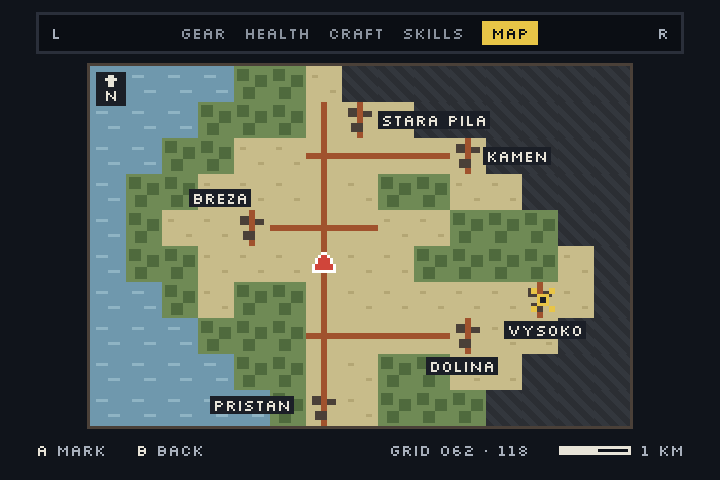 L GEAR HEALTH CRAFT SKILLS MAP R
N
STARA PILA
KAMEN
BREZA
VYSOKO
DOLINA
PRISTAN
A MARK B BACK GRID 062 · 118 1 KM